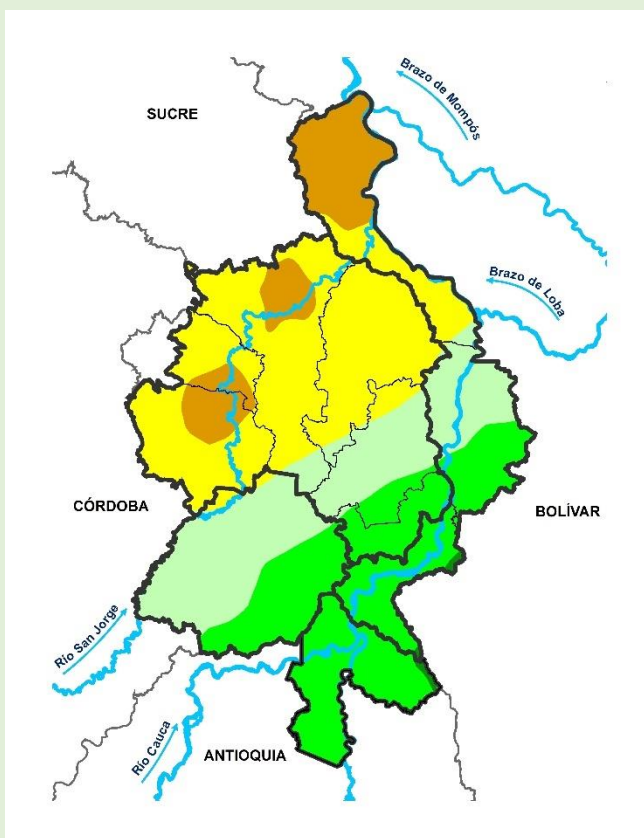 Brazo de Mompós
SUCRE
Brazo de Loba
CÓRDOBA
BOLÍVAR
Río San Jorge
Río Cauca
ANTIOQUIA